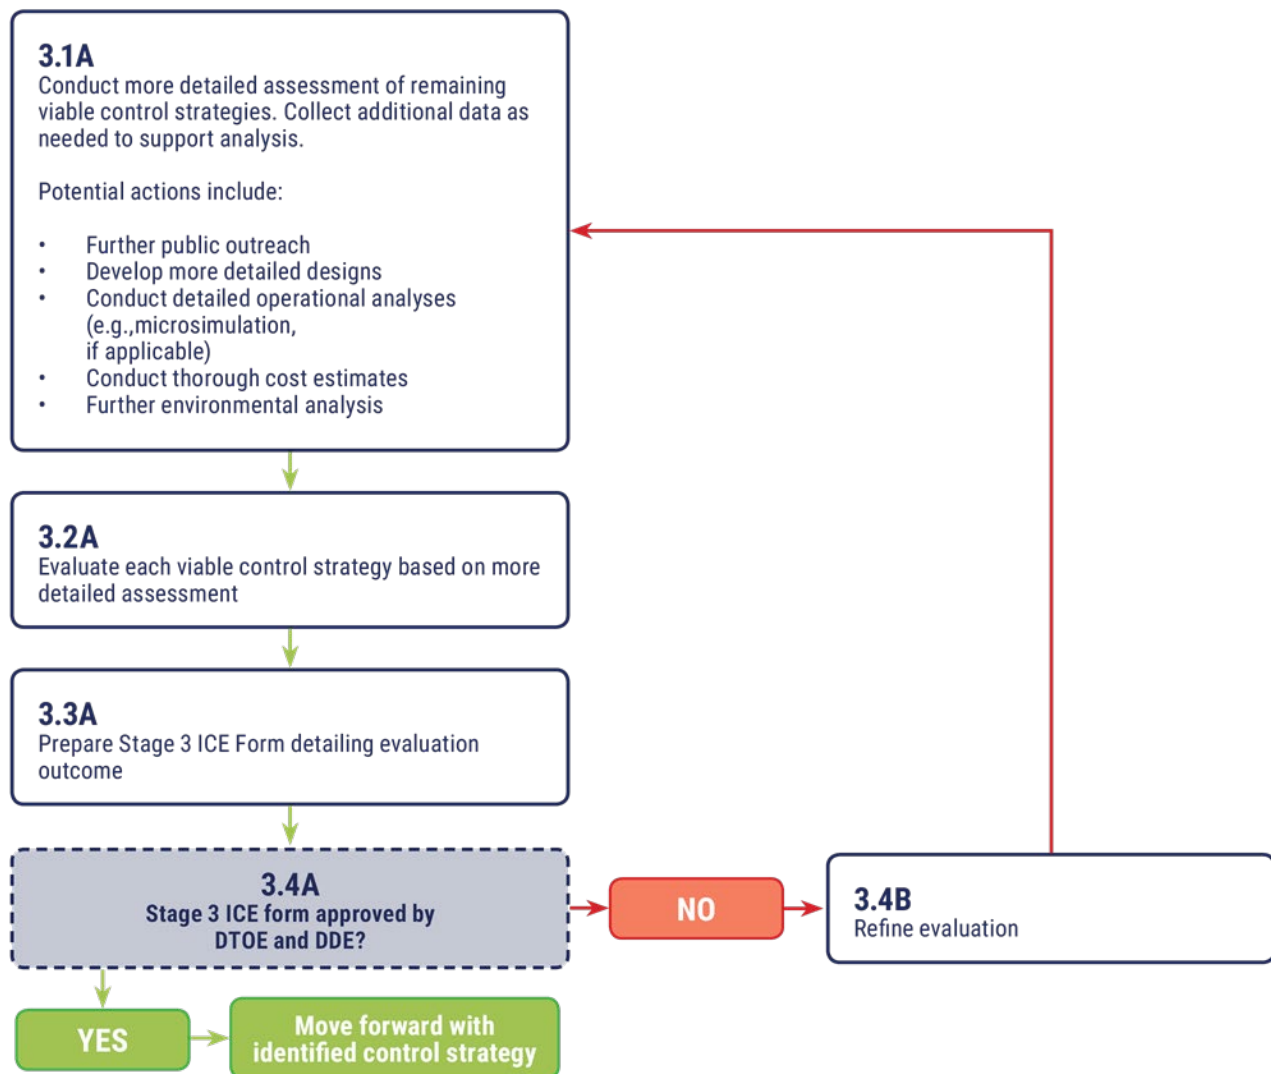 3.1A
Conduct more detailed assessment of remaining
viable control strategies. Collect additional data as
needed to support analysis.
Potential actions include:
• Further public outreach
• Develop more detailed designs
• Conduct detailed operational analyses
(e.g.,microsimulation,
if applicable)
• Conduct thorough cost estimates
• Further environmental analysis
3.2A
Evaluate each viable control strategy based on more
detailed assessment
3.3A
Prepare Stage 3 ICE Form detailing evaluation
outcome
3.4A
Stage 3 ICE form approved by
DTOE and DDE?
NO
3.4B
Refine evaluation
YES
Move forward with
identified control strategy